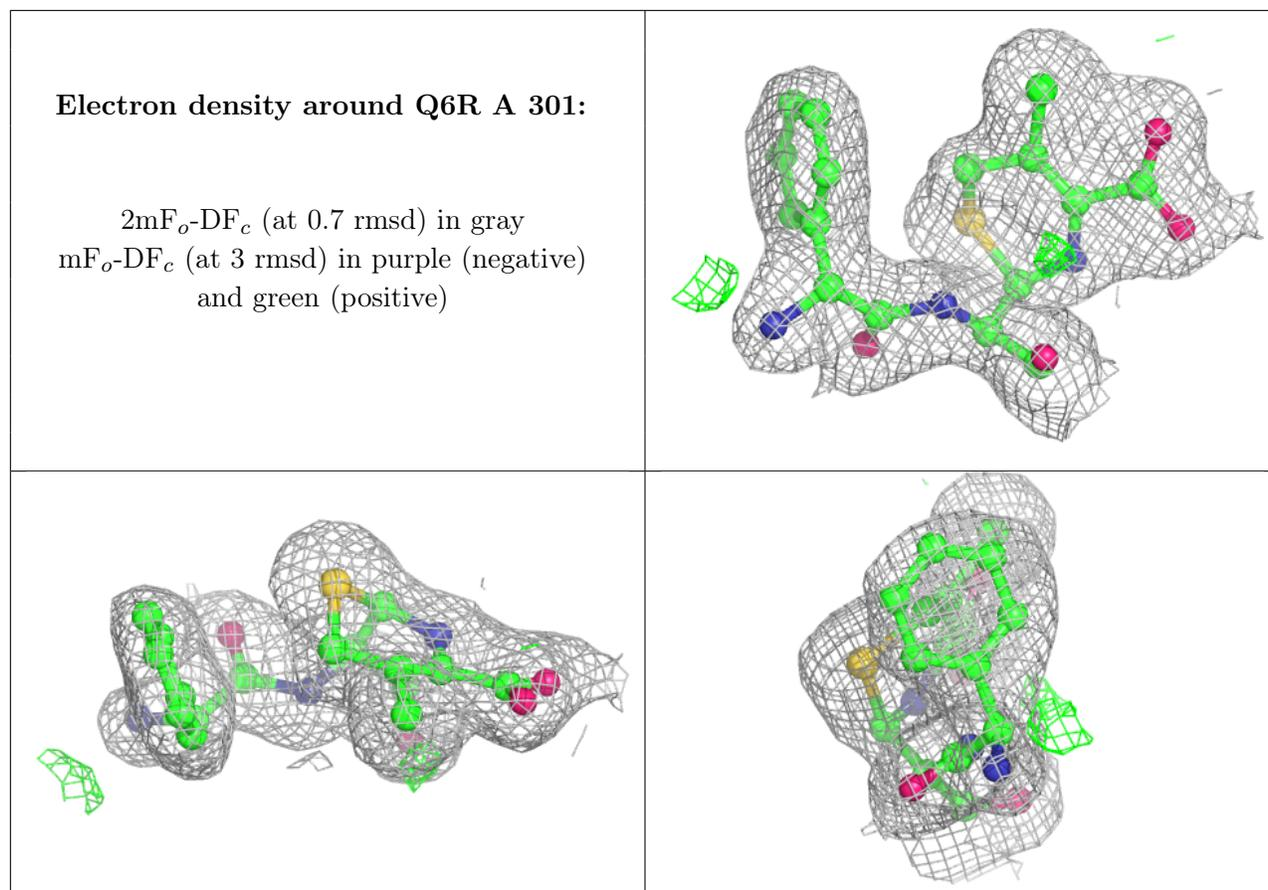 Electron density around Q6R A 301:
2mFo-DFc (at 0.7 rmsd) in gray
mFo-DFc (at 3 rmsd) in purple (negative)
and green (positive)